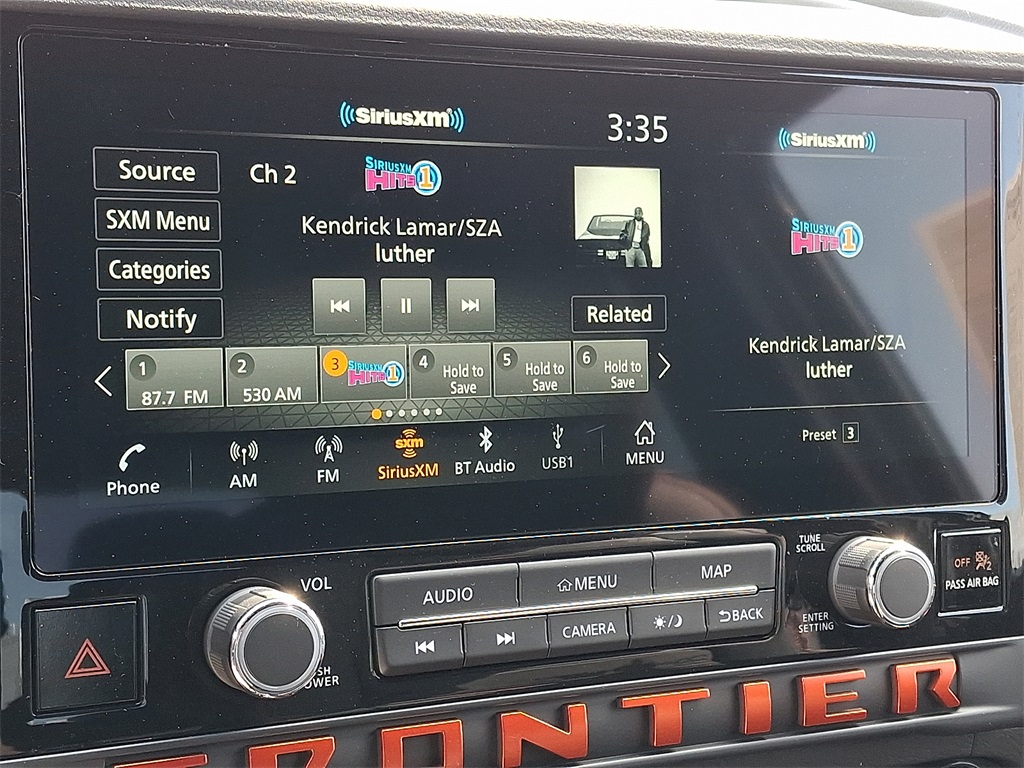 SiriusXM
3:35
SiriusXM
Source
Ch 2
SIRIUSXM
HITS 1
SXM Menu
Kendrick Lamar/SZA
luther
SIRIUSXM
HITS 1
Categories
Notify
Related
Kendrick Lamar/SZA
luther
1
87.7 FM
2
530 AM
3
SIRIUSXM
HITS 1
4
Hold to
Save
5
Hold to
Save
6
Hold to
Save
Preset 3
Phone
AM
FM
sxm
SiriusXM
BT Audio
USB1
MENU
VOL
AUDIO
MENU
MAP
TUNE
SCROLL
OFF
2
PASS AIR BAG
CAMERA
BACK
ENTER
SETTING
FRONTIER